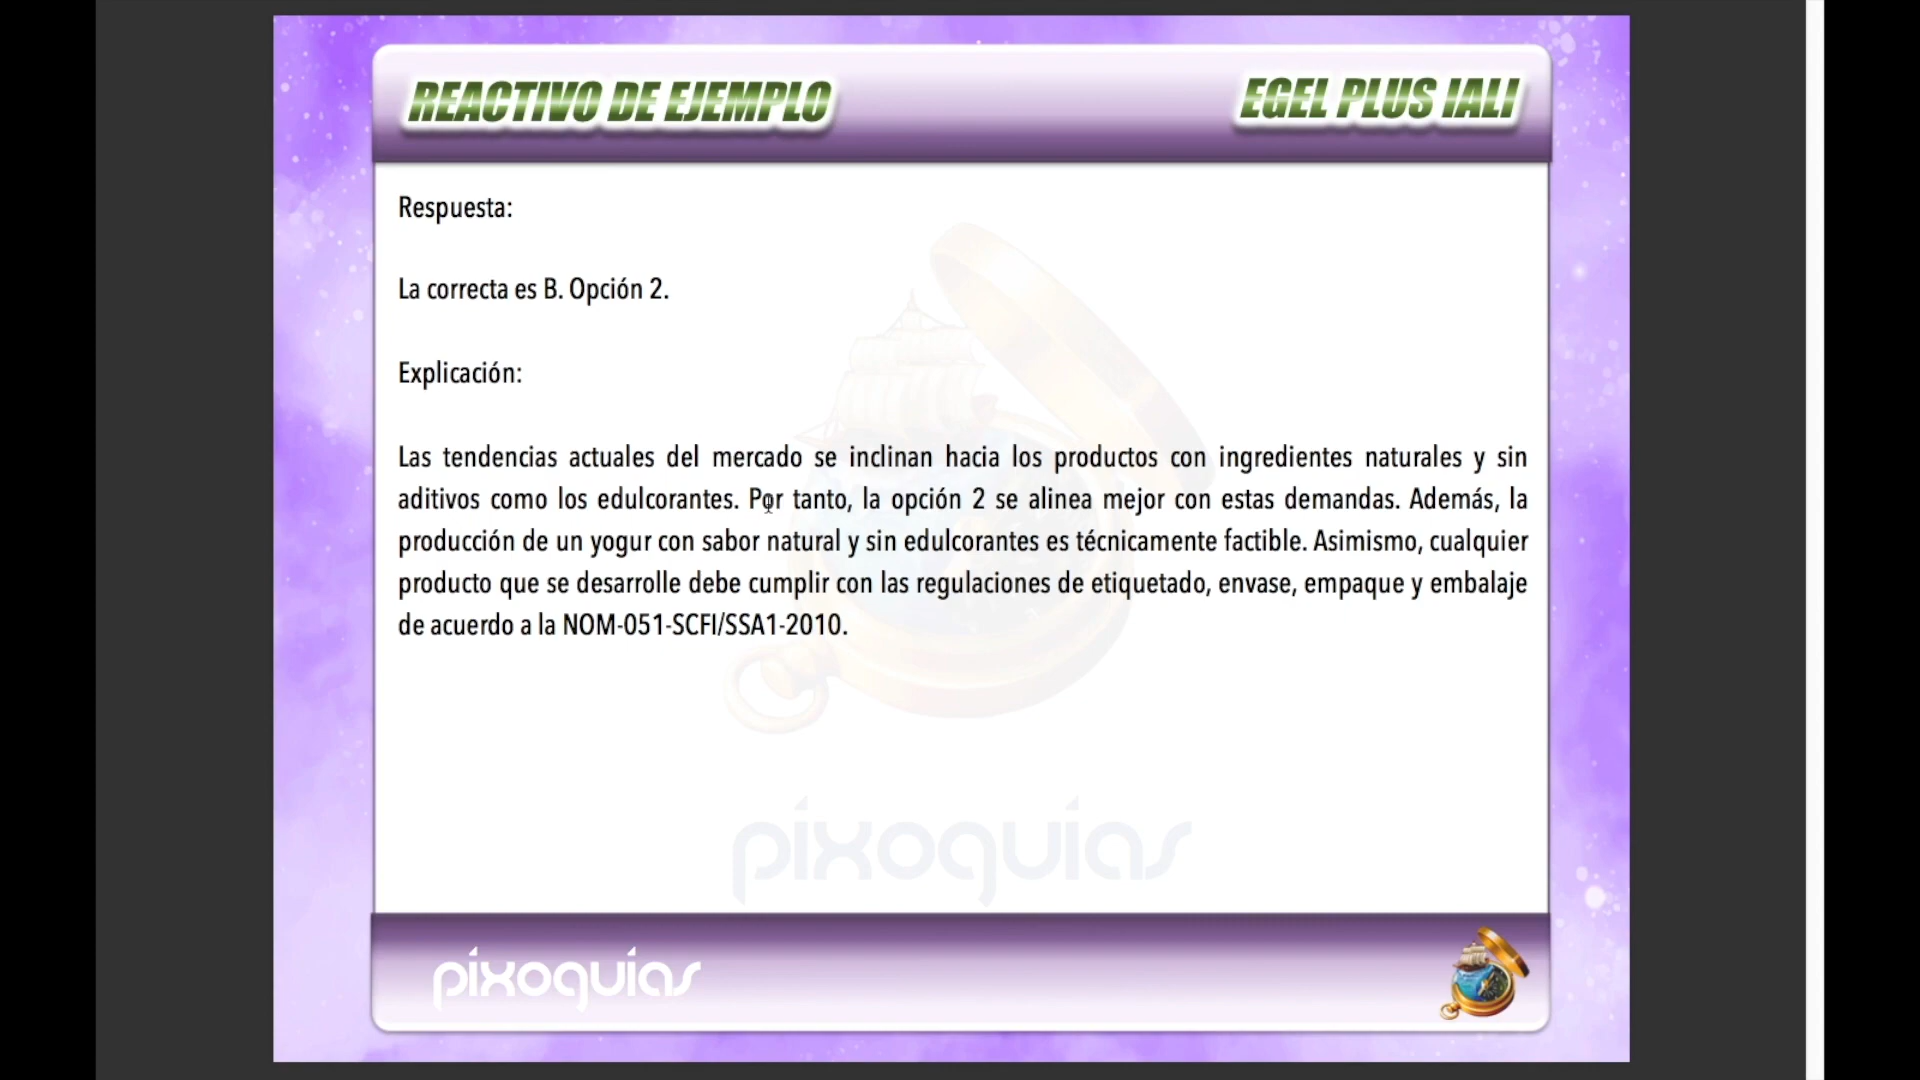 REACTIVO DE EJEMPLO
EGEL PLUS IALI
Respuesta:
La correcta es B. Opción 2.
Explicación:
Las tendencias actuales del mercado se inclinan hacia los productos con ingredientes naturales y sin
aditivos como los edulcorantes. Por tanto, la opción 2 se alinea mejor con estas demandas. Además, la
producción de un yogur con sabor natural y sin edulcorantes es técnicamente factible. Asimismo, cualquier
producto que se desarrolle debe cumplir con las regulaciones de etiquetado, envase, empaque y embalaje
de acuerdo a la NOM-051-SCFI/SSA1-2010.
pixoguías
pixoguías